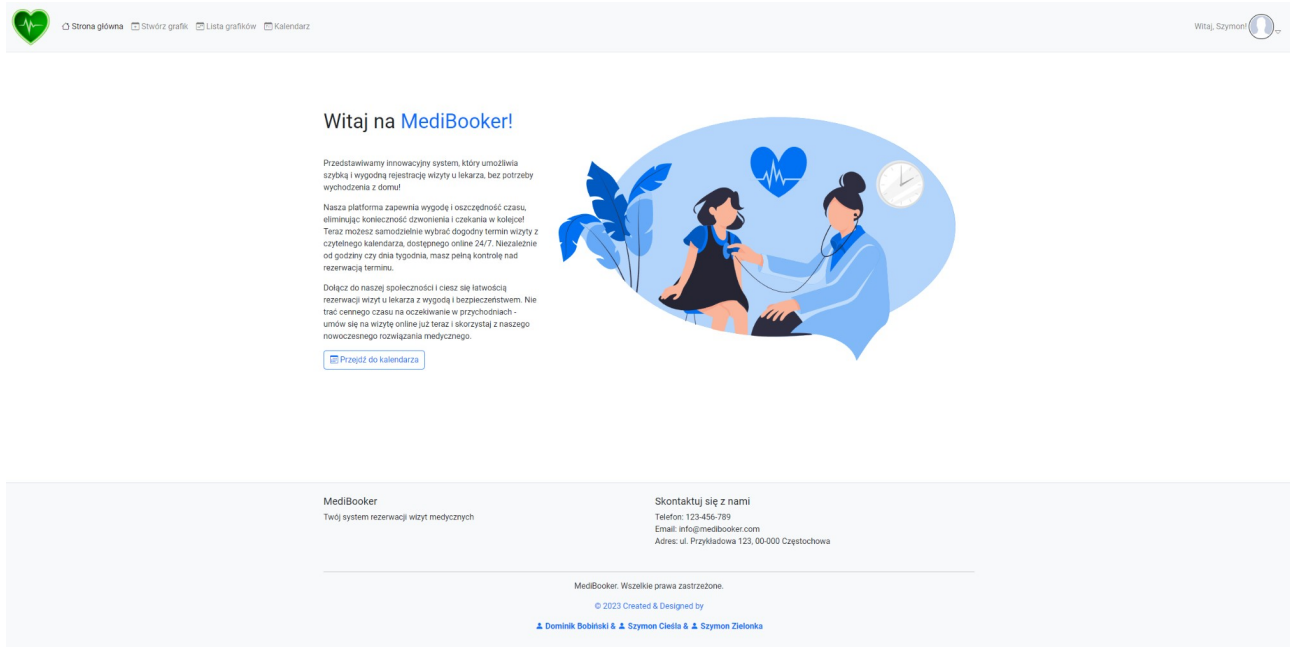 Strona główna Stwórz grafik Lista grafików Kalendarz
Witaj, Szymon!
Witaj na MediBooker!
Przedstawiamy innowacyjny system, który umożliwia
szybką i wygodną rejestrację wizyty u lekarza, bez potrzeby
wychodzenia z domu!
Nasza platforma zapewnia wygodę i oszczędność czasu,
eliminując konieczność dzwonienia i czekania w kolejce!
Teraz możesz samodzielnie wybrać dogodny termin wizyty z
czytelnego kalendarza, dostępnego online 24/7. Niezależnie
od godziny czy dnia tygodnia, masz pełną kontrolę nad
rezerwacją terminu.
Dołącz do naszej społeczności i ciesz się łatwością
rezerwacji wizyt u lekarza z wygodą i bezpieczeństwem. Nie
trać cennego czasu na oczekiwanie w przychodniach -
umów się na wizytę online już teraz i skorzystaj z naszego
nowoczesnego rozwiązania medycznego.
Przejdź do kalendarza
MediBooker
Twój system rezerwacji wizyt medycznych
Skontaktuj się z nami
Telefon: 123-456-789
Email: info@medibooker.com
Adres: ul. Przykładowa 123, 00-000 Częstochowa
MediBooker. Wszelkie prawa zastrzeżone.
© 2023 Created & Designed by
Dominik Bobiński & Szymon Cieśla & Szymon Zielonka